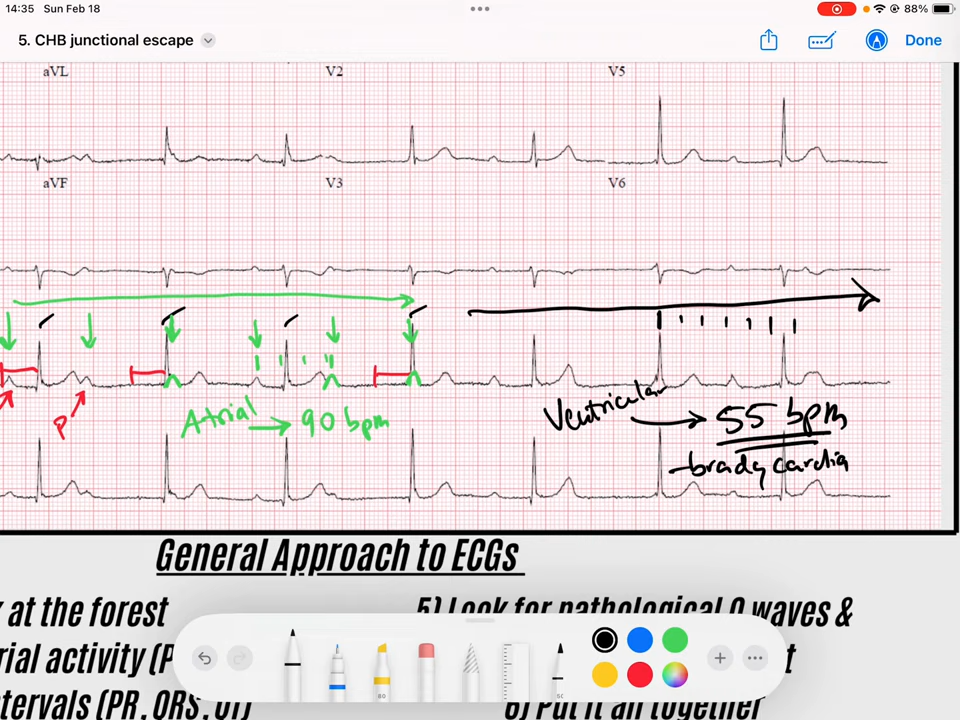 14:35 Sun Feb 18
88%
5. CHB junctional escape
Done
aVL V2 V5
aVF V3 V6
P
Atrial → 90 bpm
Ventricular → 55 bpm
bradycardia
General Approach to ECGs
at the forest
5) Look for pathological Q waves &
rial activity (P
t
ntervals (PR, QRS, QT)
6) Put it all together